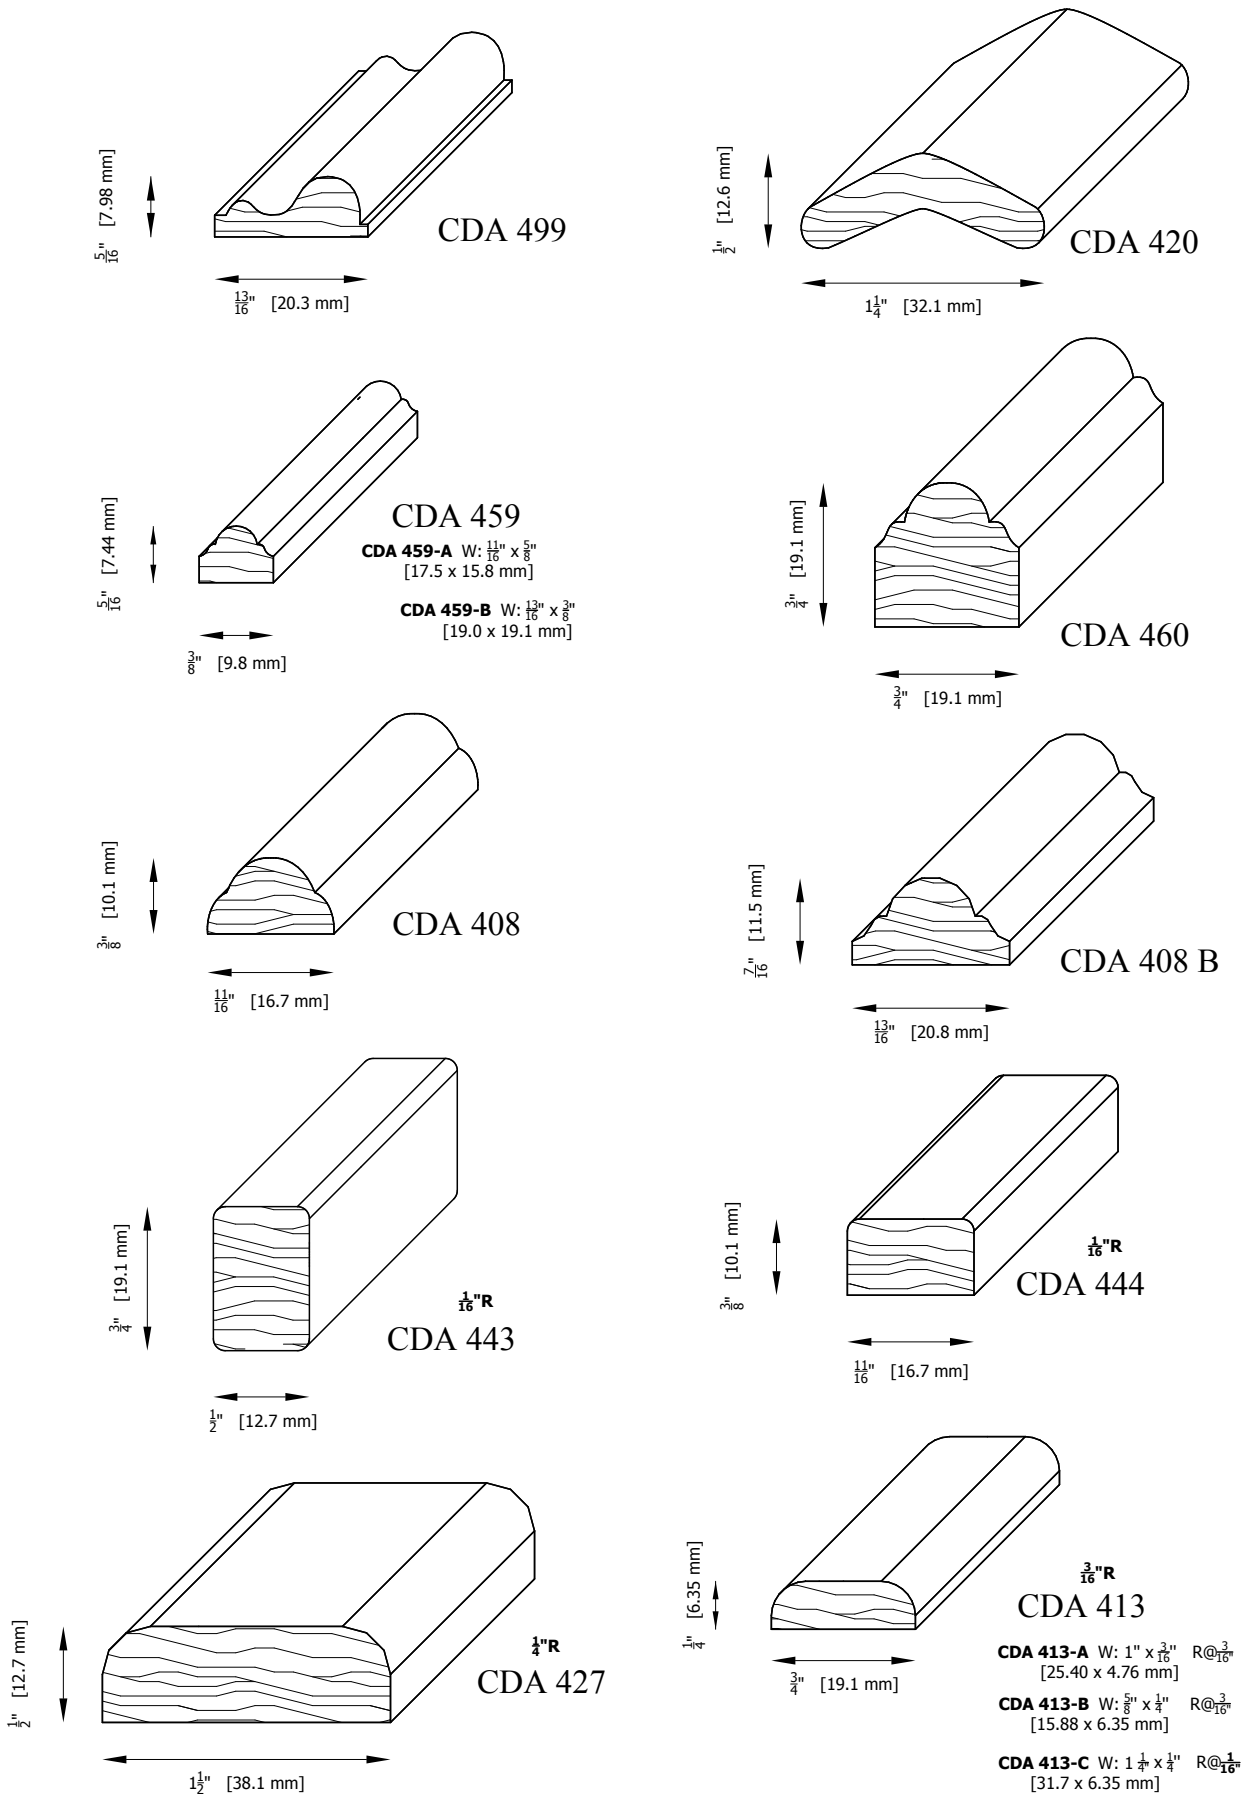 5/16" [7.98 mm]
CDA 499
13/16" [20.3 mm]
1/2" [12.6 mm]
CDA 420
1 1/4" [32.1 mm]
5/16" [7.44 mm]
CDA 459
CDA 459-A W: 11/16" x 5/8"
[17.5 x 15.8 mm]
CDA 459-B W: 13/16" x 3/8"
[19.0 x 19.1 mm]
3/8" [9.8 mm]
3/4" [19.1 mm]
CDA 460
3/4" [19.1 mm]
3/8" [10.1 mm]
CDA 408
11/16" [16.7 mm]
7/16" [11.5 mm]
CDA 408 B
13/16" [20.8 mm]
3/4" [19.1 mm]
1/16"R
CDA 443
1/2" [12.7 mm]
3/8" [10.1 mm]
1/16"R
CDA 444
11/16" [16.7 mm]
1/2" [12.7 mm]
1/4"R
CDA 427
1 1/2" [38.1 mm]
1/4" [6.35 mm]
3/16"R
CDA 413
3/4" [19.1 mm]
CDA 413-A W: 1" x 3/16" R@3/16"
[25.40 x 4.76 mm]
CDA 413-B W: 5/8" x 1/4" R@3/16"
[15.88 x 6.35 mm]
CDA 413-C W: 1 1/4" x 1/4" R@1/16"
[31.7 x 6.35 mm]